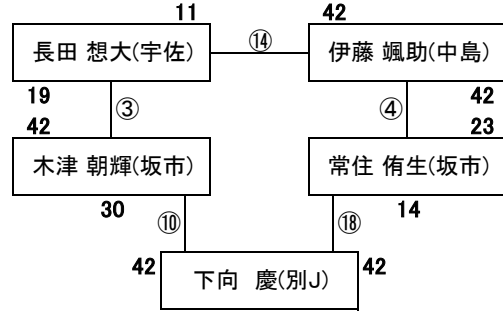 11 42
長田 想大(宇佐) ⑭ 伊藤 颯助(中島)
19 ③ ④ 42
42 23
木津 朝輝(坂市) 常住 侑生(坂市)
30 ⑩ ⑱ 14
42 下向 慶(別J) 42